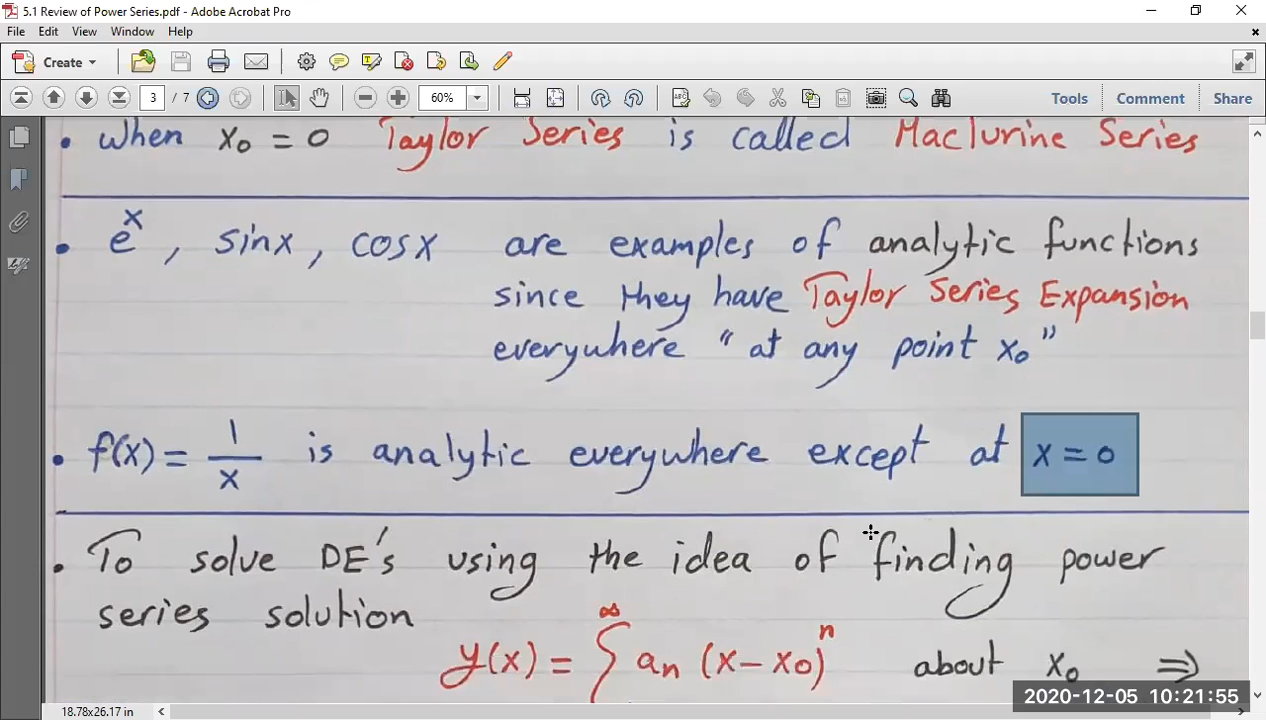 5.1 Review of Power Series.pdf - Adobe Acrobat Pro
File Edit View Window Help
Create
3 / 7 60% Tools Comment Share
• When x₀ = 0 Taylor Series is called Maclurine Series
• eˣ, sinx, cosx are examples of analytic functions
since they have Taylor Series Expansion
everywhere " at any point x₀ "
• f(x) = 1/x is analytic everywhere except at x = 0
• To solve DE's using the idea of finding power
series solution
y(x) = ∑^∞ aₙ (x - x₀)ⁿ about x₀ ⇒
2020-12-05 10:21:55
18.78x26.17 in